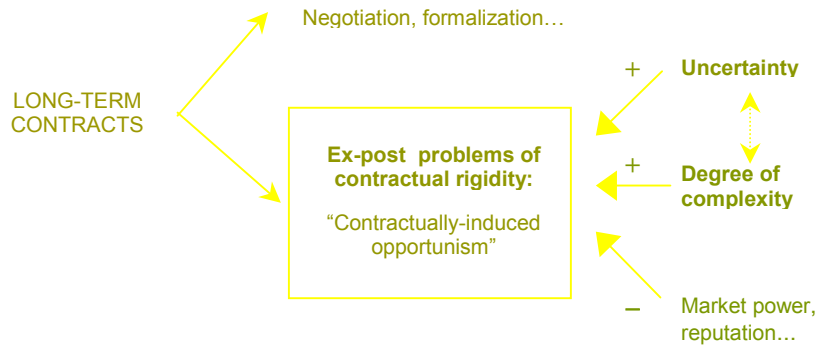 Negotiation, formalization…
LONG-TERM
CONTRACTS
Ex-post problems of
contractual rigidity:
“Contractually-induced
opportunism”
+
Uncertainty
+
Degree of
complexity
–
Market power,
reputation…